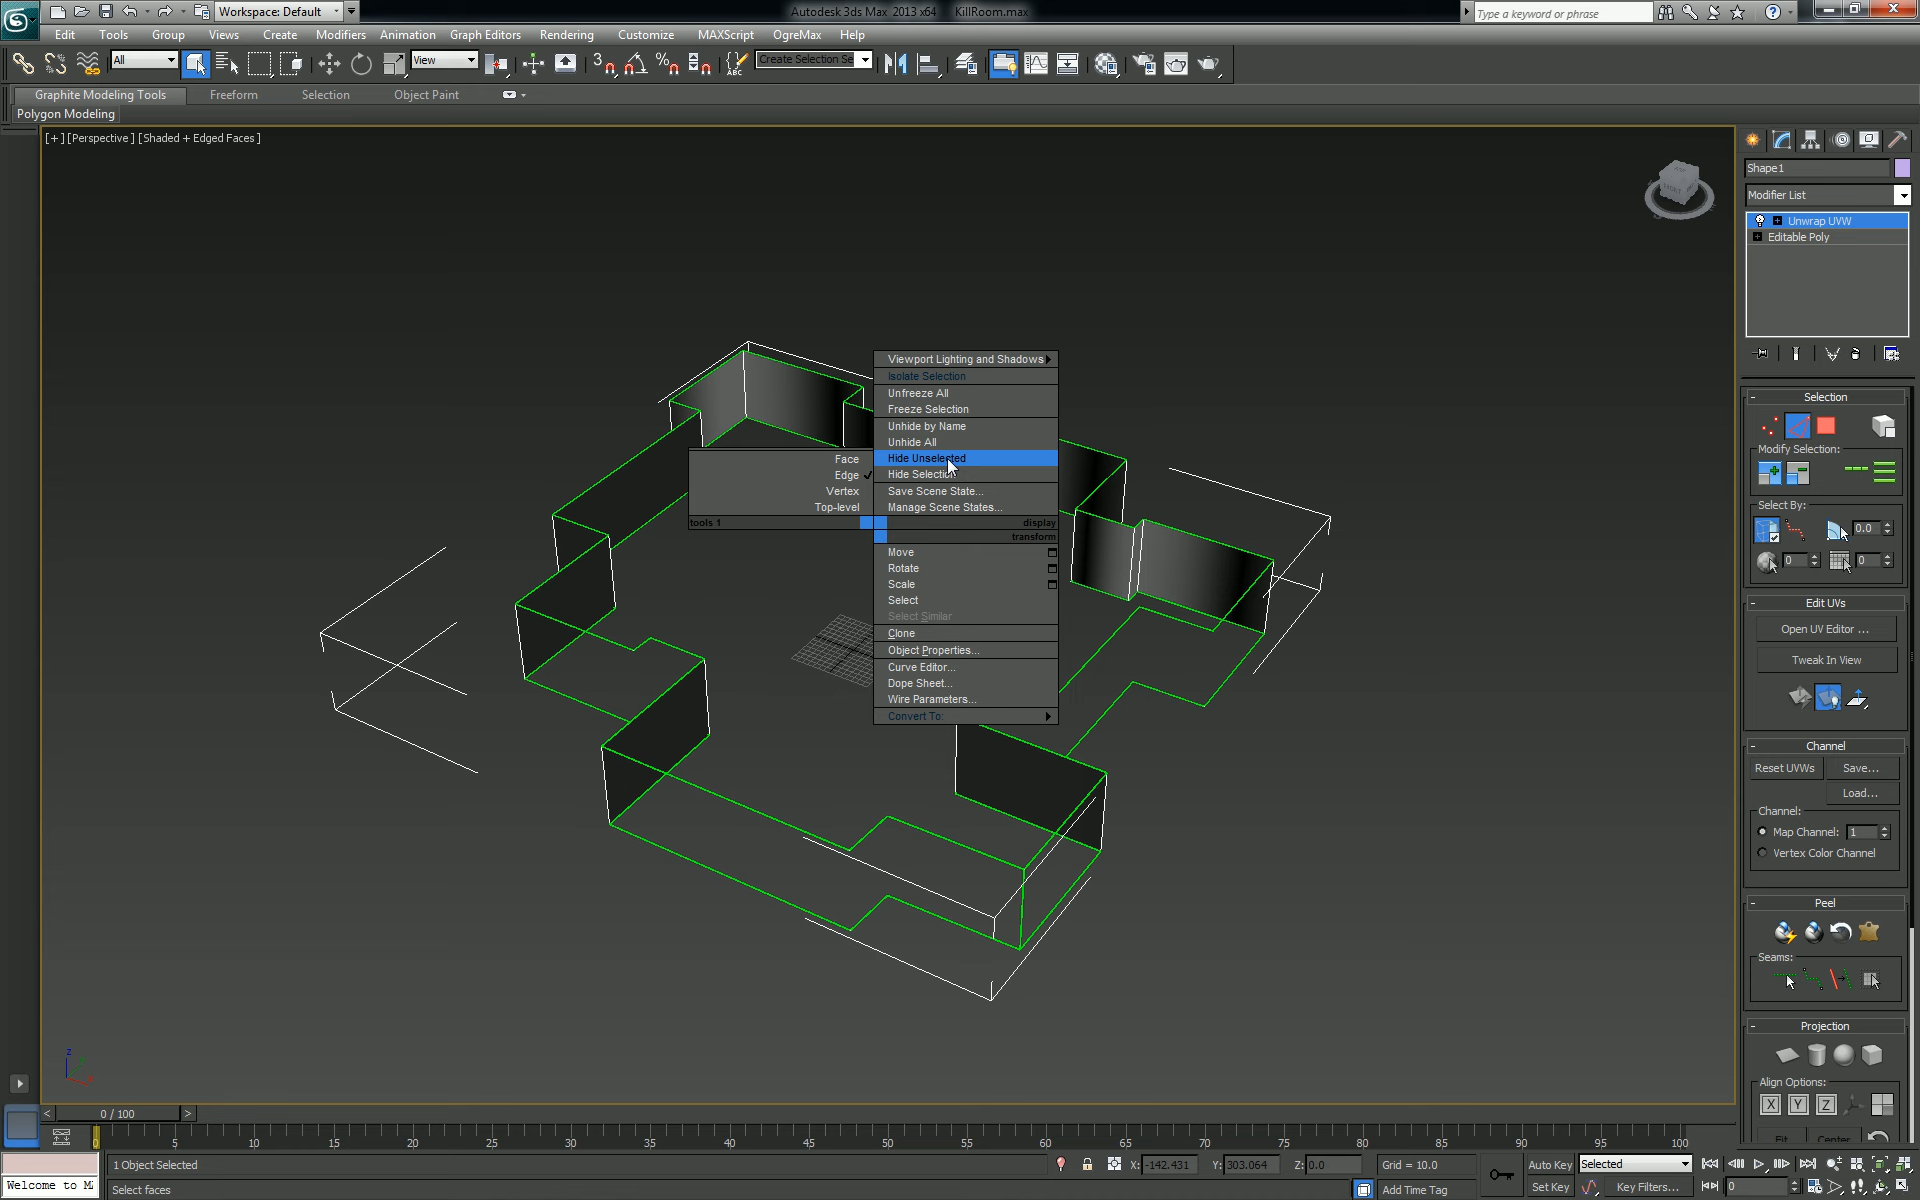 Workspace: Default
Autodesk 3ds Max 2013 x64 KillRoom.max
Type a keyword or phrase
Edit Tools Group Views Create Modifiers Animation Graph Editors Rendering Customize MAXScript OgreMax Help
All
View
Create Selection Se
Graphite Modeling Tools Freeform Selection Object Paint
Polygon Modeling
[+] [Perspective] [Shaded + Edged Faces]
Shape1
Modifier List
Unwrap UVW
Editable Poly
Viewport Lighting and Shadows
Isolate Selection
Unfreeze All
Freeze Selection
Unhide by Name
Unhide All
Hide Unselected
Hide Selection
Save Scene State...
Manage Scene States...
display
transform
Face
Edge
Vertex
Top-level
tools 1
Move
Rotate
Scale
Select
Select Similar
Clone
Object Properties...
Curve Editor...
Dope Sheet...
Wire Parameters...
Convert To:
Selection
Modify Selection:
Select By:
0.0
0 0
Edit UVs
Open UV Editor ...
Tweak In View
Channel
Reset UVWs Save...
Load...
Channel:
Map Channel: 1
Vertex Color Channel
Peel
Seams:
Projection
Align Options:
X Y Z
Fit Center
z
< 0 / 100 >
0 5 10 15 20 25 30 35 40 45 50 55 60 65 70 75 80 85 90 95 100
1 Object Selected
X: -142.431 Y: 303.064 Z: 0.0 Grid = 10.0
Auto Key Selected
Welcome to M
Select faces
Add Time Tag
Set Key Key Filters... 0